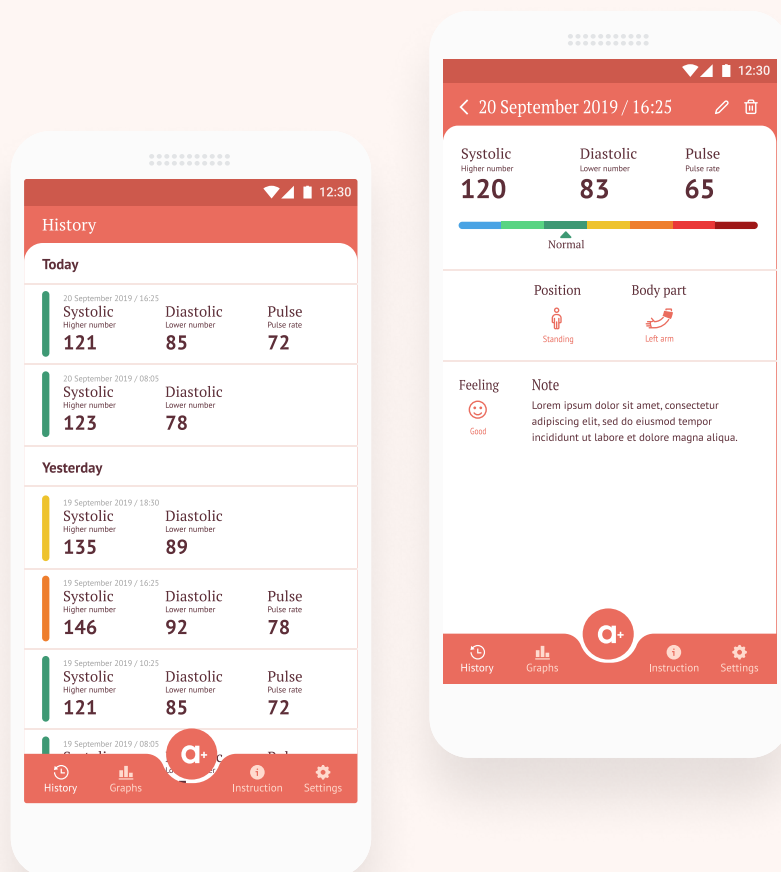 12:30
History
Today
20 September 2019 / 16:25
Systolic Diastolic Pulse
Higher number Lower number Pulse rate
121 85 72
20 September 2019 / 08:05
Systolic Diastolic
Higher number Lower number
123 78
Yesterday
19 September 2019 / 18:30
Systolic Diastolic
Higher number Lower number
135 89
19 September 2019 / 16:25
Systolic Diastolic Pulse
Higher number Lower number Pulse rate
146 92 78
19 September 2019 / 10:25
Systolic Diastolic Pulse
Higher number Lower number Pulse rate
121 85 72
19 September 2019 / 08:05
a+
History Graphs Instruction Settings
12:30
20 September 2019 / 16:25
Systolic Diastolic Pulse
Higher number Lower number Pulse rate
120 83 65
Normal
Position Body part
Standing Left arm
Feeling Note
Good
Lorem ipsum dolor sit amet, consectetur
adipiscing elit, sed do eiusmod tempor
incididunt ut labore et dolore magna aliqua.
a+
History Graphs Instruction Settings